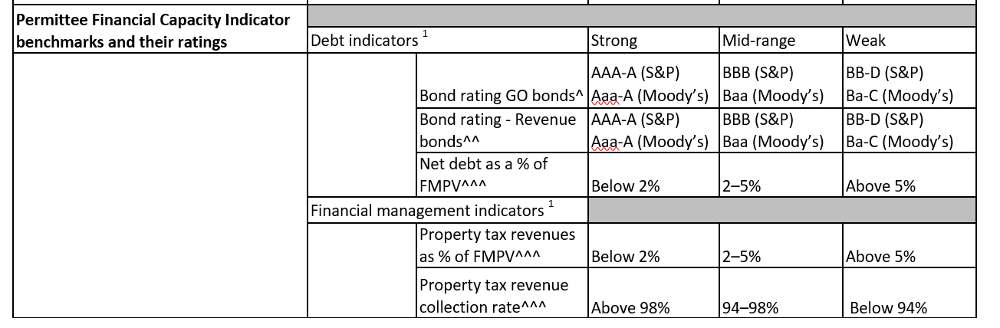 Permittee Financial Capacity Indicator
benchmarks and their ratings
Debt indicators 1
Strong
Mid-range
Weak
Bond rating GO bonds^
AAA-A (S&P)
Aaa-A (Moody's)
BBB (S&P)
Baa (Moody's)
BB-D (S&P)
Ba-C (Moody's)
Bond rating - Revenue
bonds^^
AAA-A (S&P)
Aaa-A (Moody's)
BBB (S&P)
Baa (Moody's)
BB-D (S&P)
Ba-C (Moody's)
Net debt as a % of
FMPV^^^
Below 2%
2–5%
Above 5%
Financial management indicators 1
Property tax revenues
as % of FMPV^^^
Below 2%
2–5%
Above 5%
Property tax revenue
collection rate^^^
Above 98%
94–98%
Below 94%